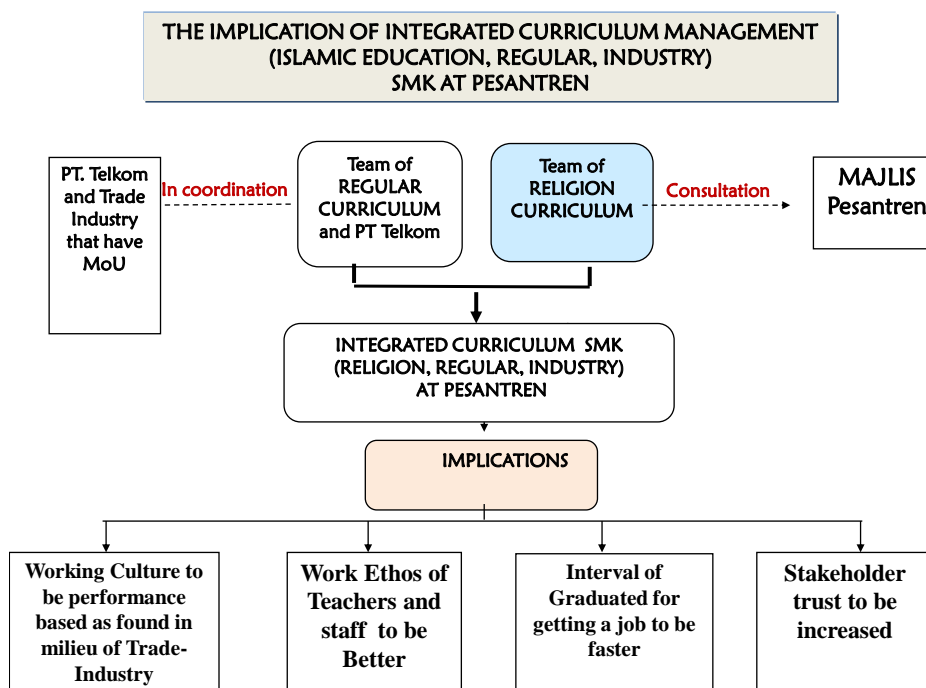 THE IMPLICATION OF INTEGRATED CURRICULUM MANAGEMENT
(ISLAMIC EDUCATION, REGULAR, INDUSTRY)
SMK AT PESANTREN
PT. Telkom
and Trade
Industry
that have
MoU
In coordination
Team of
REGULAR
CURRICULUM
and PT Telkom
Team of
RELIGION
CURRICULUM
Consultation
MAJLIS
Pesantren
INTEGRATED CURRICULUM SMK
(RELIGION, REGULAR, INDUSTRY)
AT PESANTREN
IMPLICATIONS
Working Culture to
be performance
based as found in
milieu of Trade-
Industry
Work Ethos of
Teachers and
staff to be
Better
Interval of
Graduated for
getting a job to be
faster
Stakeholder
trust to be
increased